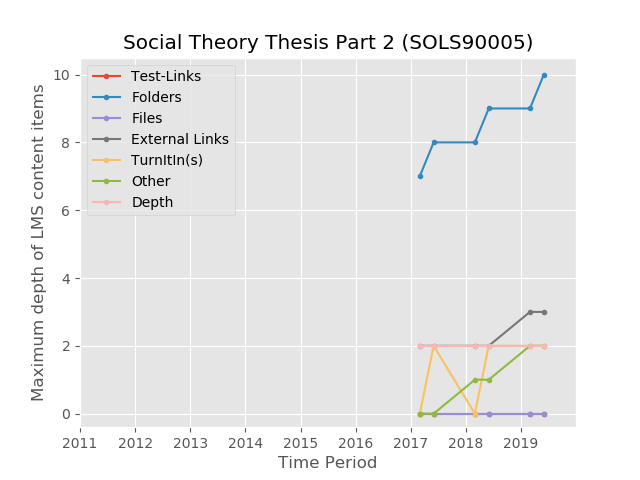 Social Theory Thesis Part 2 (SOLS90005)
Maximum depth of LMS content items
10
8
6
4
2
0
Test-Links
Folders
Files
External Links
TurnItIn(s)
Other
Depth
2011 2012 2013 2014 2015 2016 2017 2018 2019
Time Period